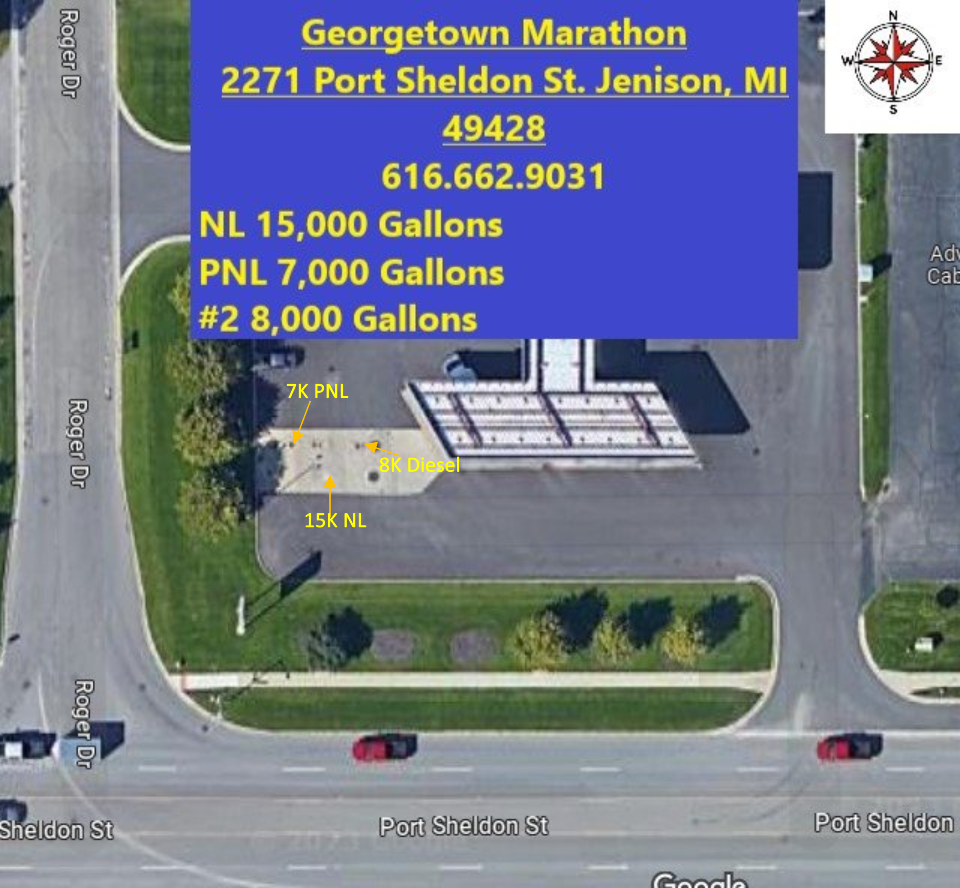 Roger Dr
Georgetown Marathon
2271 Port Sheldon St. Jenison, MI
49428
616.662.9031
NL 15,000 Gallons
PNL 7,000 Gallons
#2 8,000 Gallons
N
W
E
S
Adv
Cab
7K PNL
8K Diesel
15K NL
Roger Dr
Roger Dr
Sheldon St
Port Sheldon St
Port Sheldon
Google